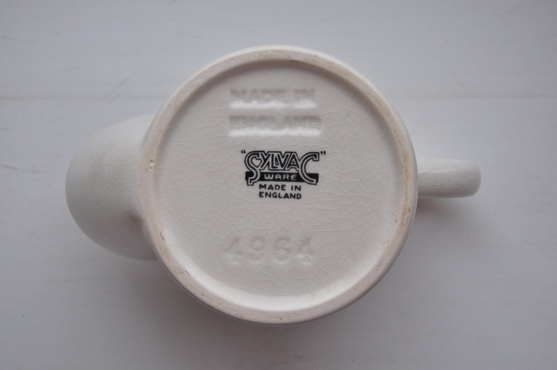 MADE IN
ENGLAND
"SYLVAC"
WARE
MADE IN
ENGLAND
4964